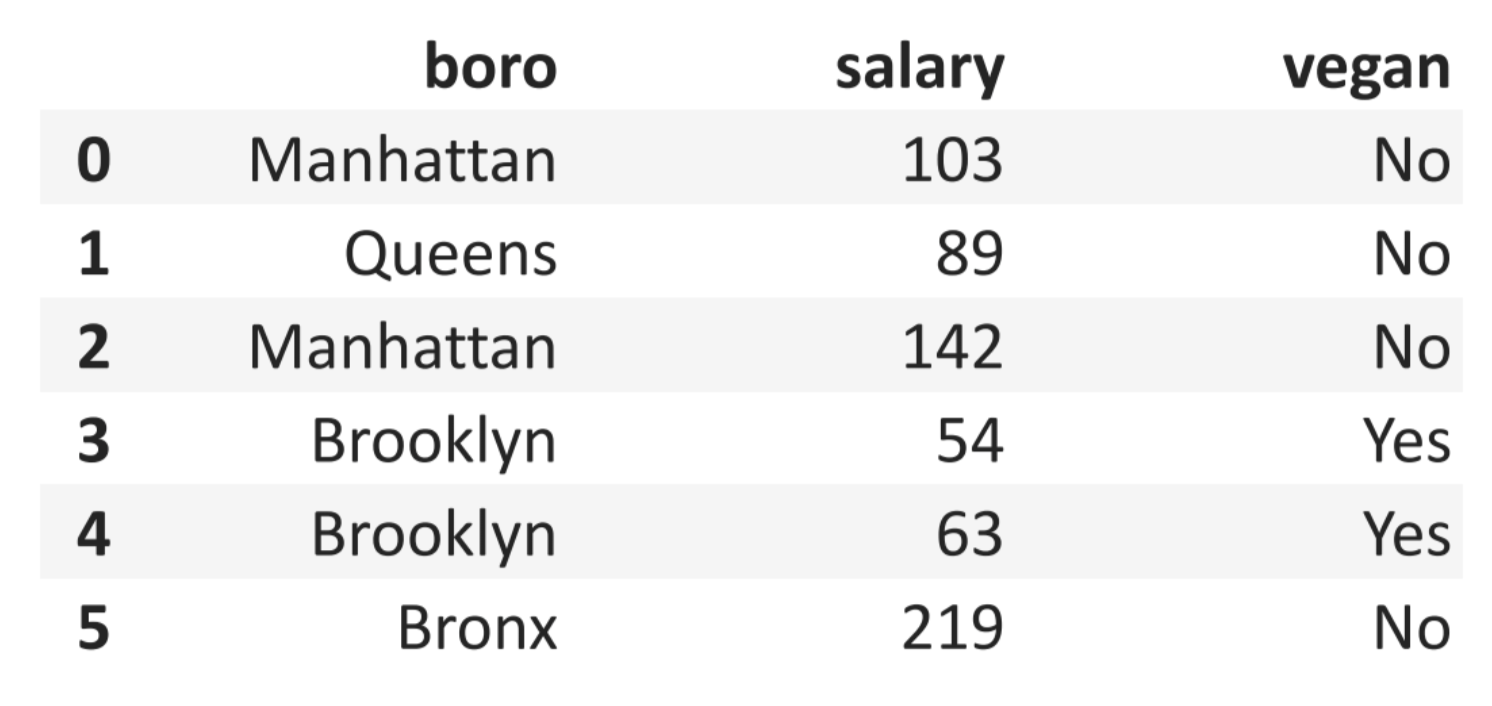 boro salary vegan
0 Manhattan 103 No
1 Queens 89 No
2 Manhattan 142 No
3 Brooklyn 54 Yes
4 Brooklyn 63 Yes
5 Bronx 219 No